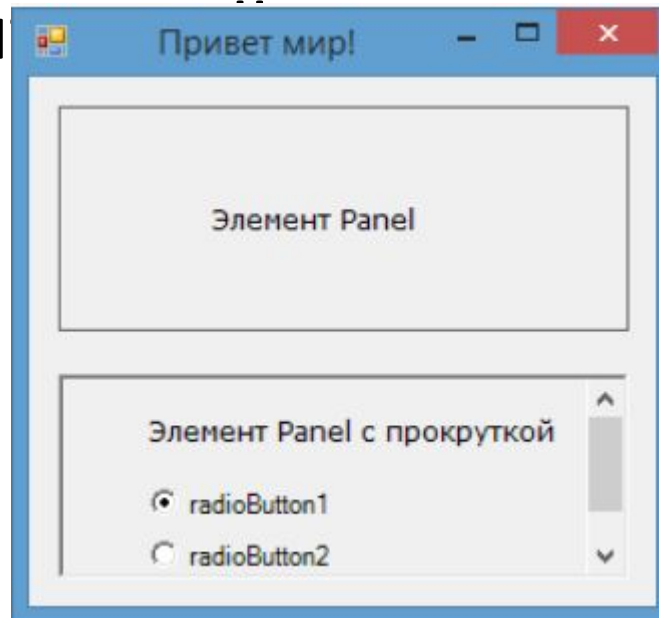 Привет мир!
Элемент Panel
Элемент Panel с прокруткой
radioButton1
radioButton2